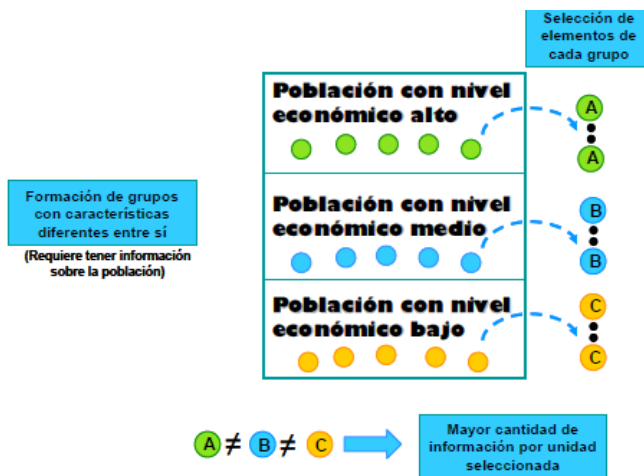 Selección de
elementos de
cada grupo
Población con nivel
económico alto
A
A
Formación de grupos
con características
diferentes entre sí
(Requiere tener información
sobre la población)
Población con nivel
económico medio
B
B
Población con nivel
económico bajo
C
C
A ≠ B ≠ C
Mayor cantidad de
información por unidad
seleccionada